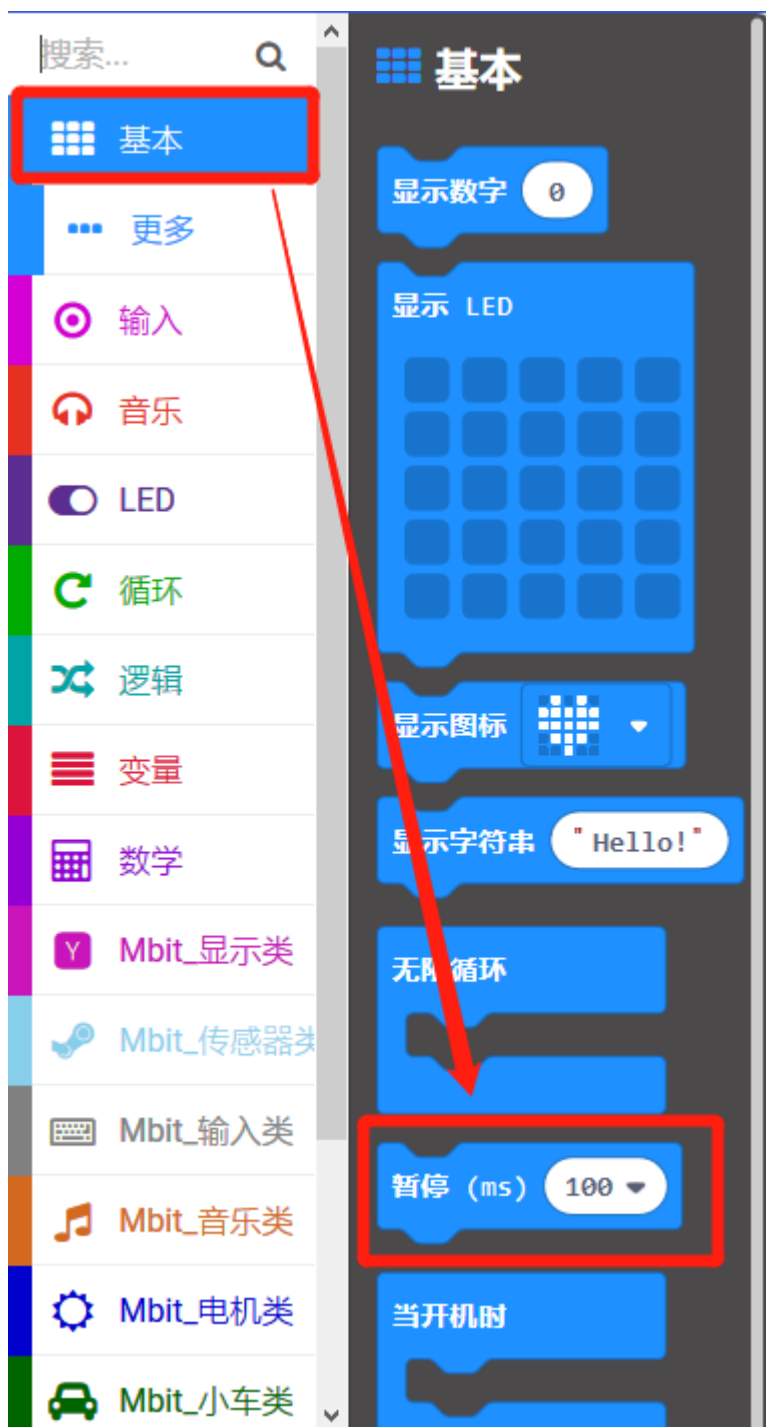 搜索...
基本
更多
输入
音乐
LED
循环
逻辑
变量
数学
Mbit_显示类
Mbit_传感器类
Mbit_输入类
Mbit_音乐类
Mbit_电机类
Mbit_小车类
基本
显示数字 0
显示 LED
显示图标
显示字符串 "Hello!"
无限循环
暂停 (ms) 100
当开机时